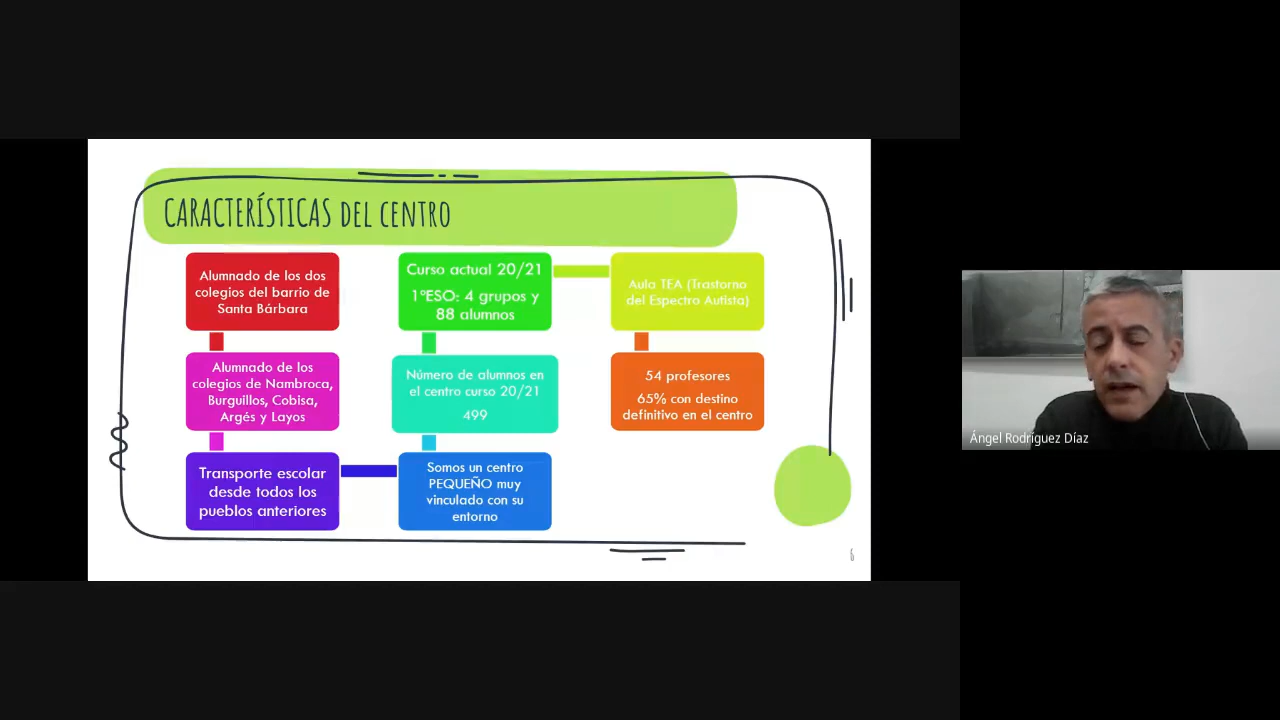 CARACTERÍSTICAS DEL CENTRO
Alumnado de los dos
colegios del barrio de
Santa Bárbara
Alumnado de los
colegios de Nambroca,
Burguillos, Cobisa,
Argés y Layos
Transporte escolar
desde todos los
pueblos anteriores
Somos un centro
PEQUEÑO muy
vinculado con su
entorno
Número de alumnos en
el centro curso 20/21
499
Curso actual 20/21
1ºESO: 4 grupos y
88 alumnos
Aula TEA (Trastorno
del Espectro Autista)
54 profesores
65% con destino
definitivo en el centro
6
Ángel Rodríguez Díaz